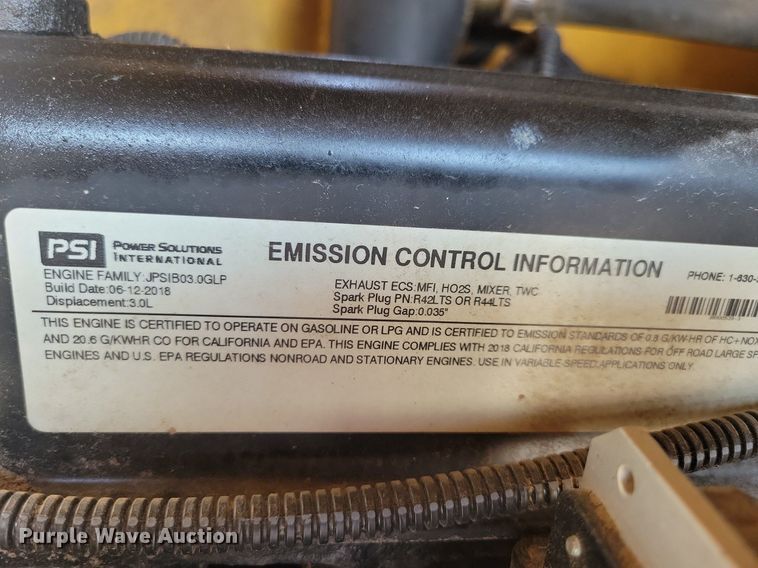 PSI POWER SOLUTIONS INTERNATIONAL
EMISSION CONTROL INFORMATION
PHONE: 1-630-
ENGINE FAMILY:JPSIB03.0GLP
Build Date:06-12-2018
Displacement:3.0L
EXHAUST ECS:MFI, HO2S, MIXER, TWC
Spark Plug PN:R42LTS OR R44LTS
Spark Plug Gap:0.035"
THIS ENGINE IS CERTIFIED TO OPERATE ON GASOLINE OR LPG AND IS CERTIFIED TO EMISSION STANDARDS OF 0.8 G/KW-HR OF HC+NOX
AND 20.6 G/KWHR CO FOR CALIFORNIA AND EPA. THIS ENGINE COMPLIES WITH 2018 CALIFORNIA REGULATIONS FOR OFF ROAD LARGE
ENGINES AND U.S. EPA REGULATIONS NONROAD AND STATIONARY ENGINES. USE IN VARIABLE-SPEED APPLICATIONS ONLY.
Purple Wave Auction